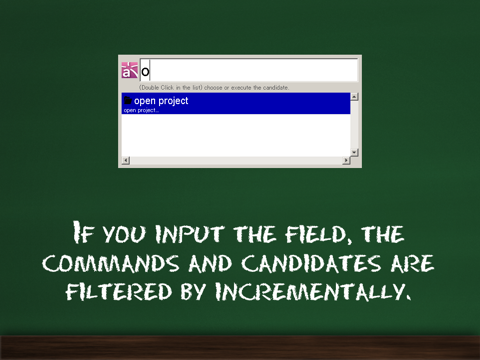 a
o
(Double Click in the list) choose or execute the candidate.
open project
open project...
If you input the field, the
commands and candidates are
filtered by incrementally.